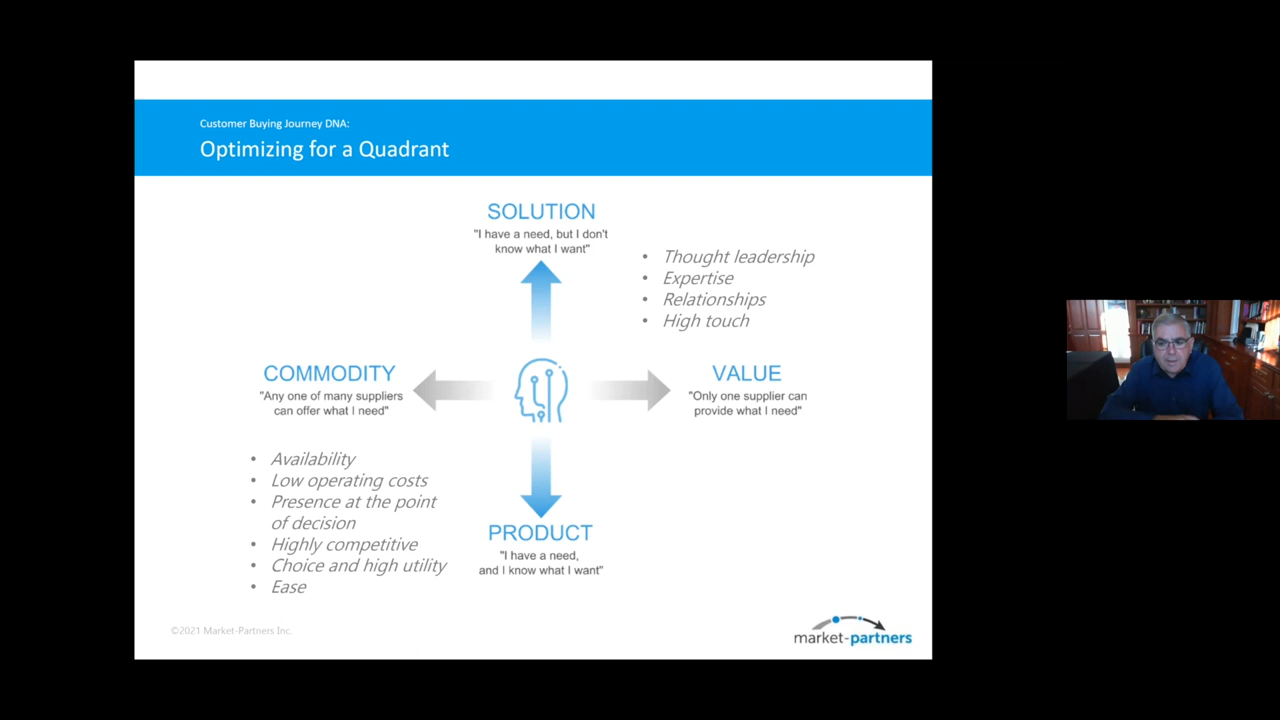 Customer Buying Journey DNA:
Optimizing for a Quadrant
SOLUTION
"I have a need, but I don't
know what I want"
• Thought leadership
• Expertise
• Relationships
• High touch
COMMODITY
"Any one of many suppliers
can offer what I need"
VALUE
"Only one supplier can
provide what I need"
• Availability
• Low operating costs
• Presence at the point
of decision
• Highly competitive
• Choice and high utility
• Ease
PRODUCT
"I have a need,
and I know what I want"
©2021 Market-Partners Inc.
market-partners